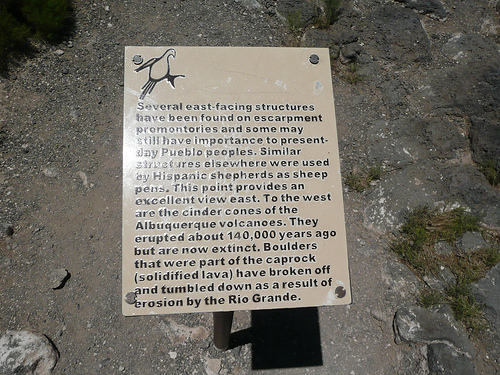 Several east-facing structures
have been found on escarpment
promontories and some may
still have importance to present-
day Pueblo peoples. Similar
structures elsewhere were used
by Hispanic shepherds as sheep
pens. This point provides an
excellent view east. To the west
are the cinder cones of the
Albuquerque volcanoes. They
erupted about 140,000 years ago
but are now extinct. Boulders
that were part of the caprock
(solidified lava) have broken off
and tumbled down as a result of
erosion by the Rio Grande.